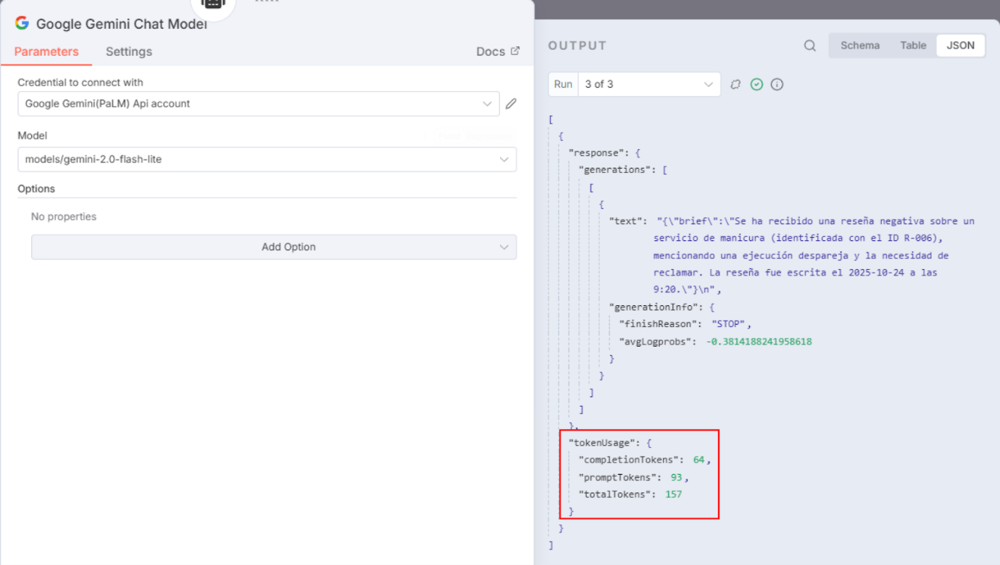 Google Gemini Chat Model
Parameters
Settings
Docs
Credential to connect with
Google Gemini(PaLM) Api account
Model
models/gemini-2.0-flash-lite
Options
No properties
Add Option
OUTPUT
Schema
Table
JSON
Run
3 of 3
[
{
"response": {
"generations": [
[
{
"text": "{\"brief\":\"Se ha recibido una reseña negativa sobre un
servicio de manicura (identificada con el ID R-006),
mencionando una ejecución despareja y la necesidad de
reclamar. La reseña fue escrita el 2025-10-24 a las
9:20.\"}\n",
"generationInfo": {
"finishReason": "STOP",
"avgLogprobs": -0.3814188241958618
}
}
]
]
},
"tokenUsage": {
"completionTokens": 64,
"promptTokens": 93,
"totalTokens": 157
}
}
]